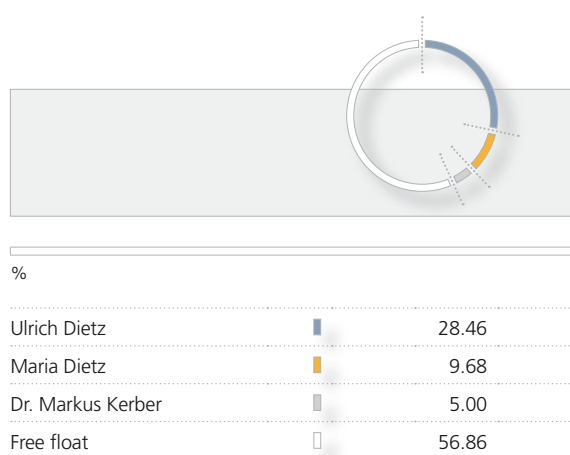 %
Ulrich Dietz 28.46
Maria Dietz 9.68
Dr. Markus Kerber 5.00
Free float 56.86